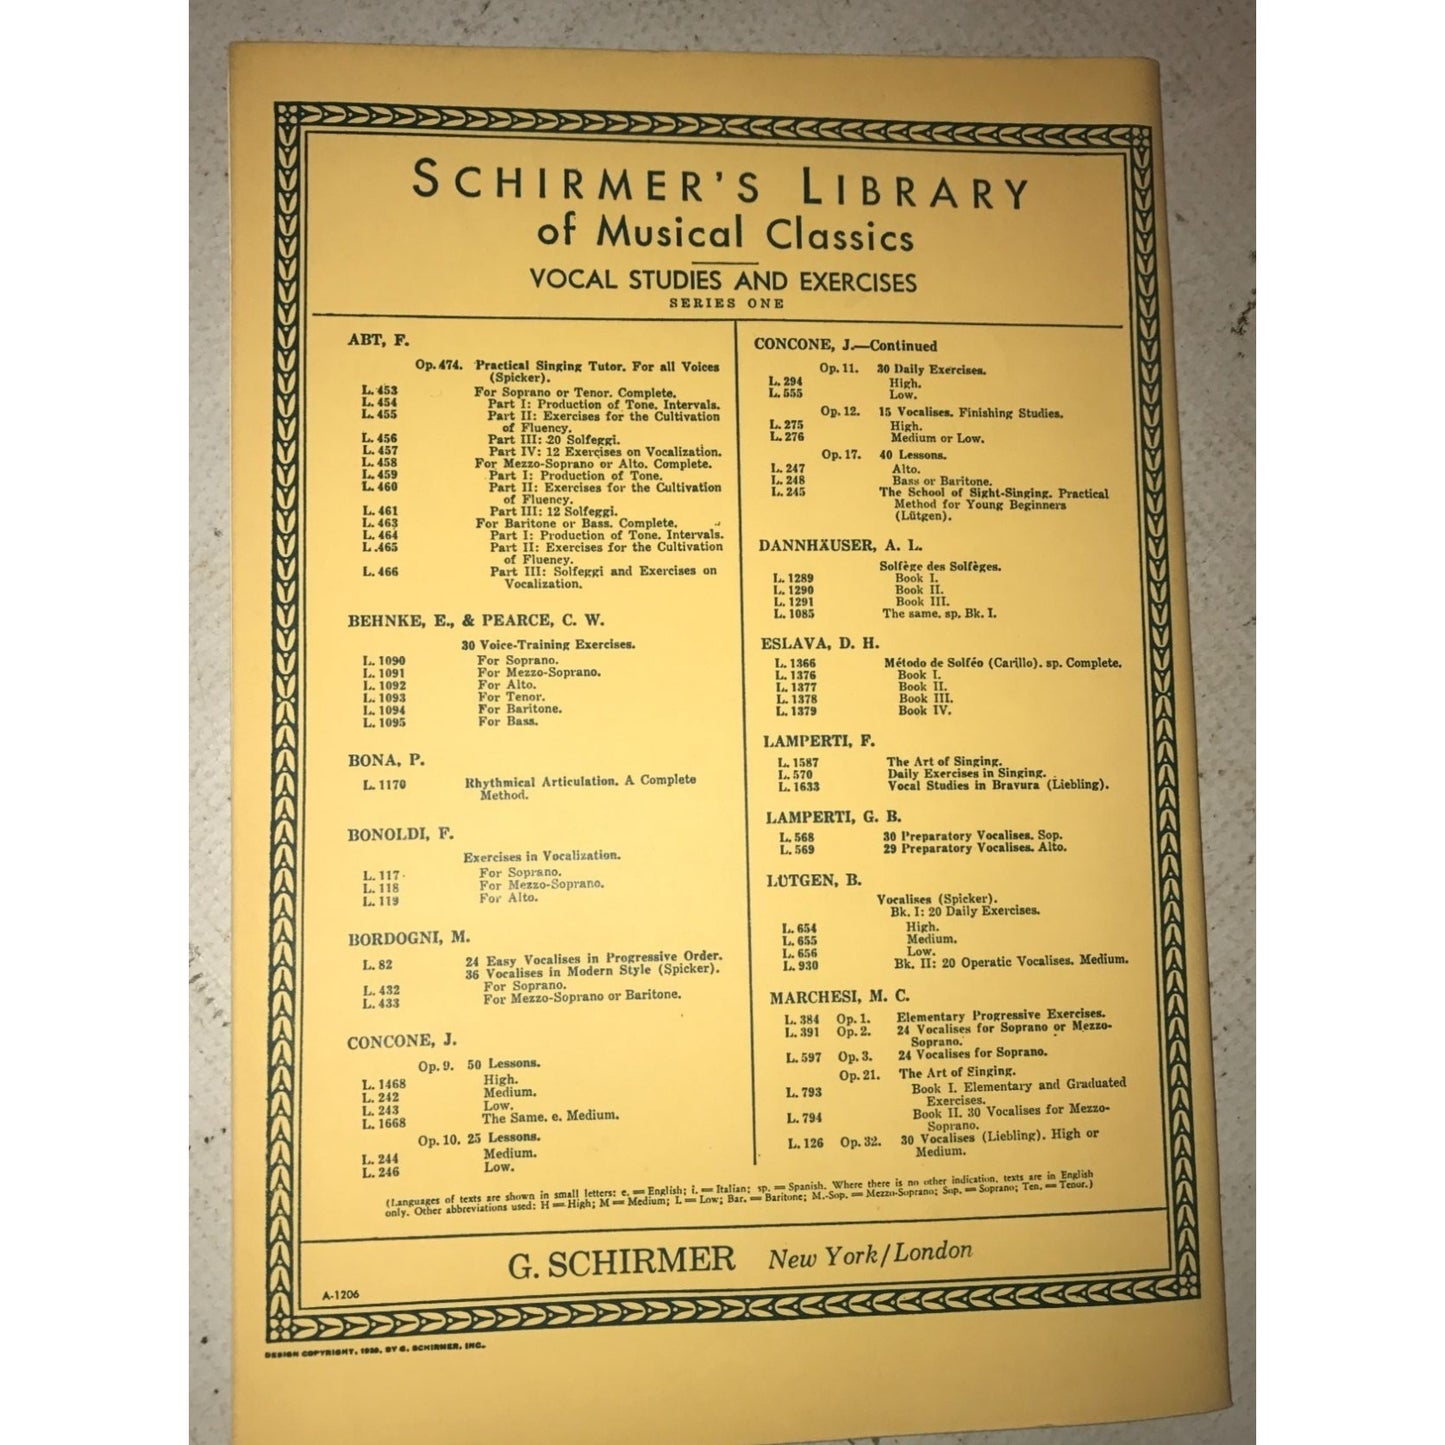 SCHIRMER'S LIBRARY
of Musical Classics
VOCAL STUDIES AND EXERCISES
SERIES ONE
ABT, F.
Op. 474. Practical Singing Tutor. For all Voices
(Spicker).
L. 453 For Soprano or Tenor. Complete.
L. 454 Part I: Production of Tone. Intervals.
L. 455 Part II: Exercises for the Cultivation
of Fluency.
L. 456 Part III: 20 Solfeggi.
L. 457 Part IV: 12 Exercises on Vocalization.
L. 458 For Mezzo-Soprano or Alto. Complete.
L. 459 Part I: Production of Tone.
L. 460 Part II: Exercises for the Cultivation
of Fluency.
L. 461 Part III: 12 Solfeggi.
L. 463 For Baritone or Bass. Complete.
L. 464 Part I: Production of Tone. Intervals.
L. 465 Part II: Exercises for the Cultivation
of Fluency.
L. 466 Part III: Solfeggi and Exercises on
Vocalization.
BEHNKE, E., & PEARCE, C. W.
30 Voice-Training Exercises.
L. 1090 For Soprano.
L. 1091 For Mezzo-Soprano.
L. 1092 For Alto.
L. 1093 For Tenor.
L. 1094 For Baritone.
L. 1095 For Bass.
BONA, P.
L. 1170 Rhythmical Articulation. A Complete
Method.
BONOLDI, F.
Exercises in Vocalization.
L. 117 For Soprano.
L. 118 For Mezzo-Soprano.
L. 119 For Alto.
BORDOGNI, M.
L. 82 24 Easy Vocalises in Progressive Order.
36 Vocalises in Modern Style (Spicker).
L. 432 For Soprano.
L. 433 For Mezzo-Soprano or Baritone.
CONCONE, J.
Op. 9. 50 Lessons.
L. 1468 High.
L. 242 Medium.
L. 243 Low.
L. 1668 The Same. e. Medium.
Op. 10. 25 Lessons.
L. 244 Medium.
L. 246 Low.
CONCONE, J.—Continued
Op. 11. 30 Daily Exercises.
L. 294 High.
L. 555 Low.
Op. 12. 15 Vocalises. Finishing Studies.
L. 275 High.
L. 276 Medium or Low.
Op. 17. 40 Lessons.
L. 247 Alto.
L. 248 Bass or Baritone.
L. 245 The School of Sight-Singing. Practical
Method for Young Beginners
(Lütgen).
DANNHÄUSER, A. L.
Solfège des Solfèges.
L. 1289 Book I.
L. 1290 Book II.
L. 1291 Book III.
L. 1085 The same. sp. Bk. I.
ESLAVA, D. H.
L. 1366 Método de Solféo (Carillo). sp. Complete.
L. 1376 Book I.
L. 1377 Book II.
L. 1378 Book III.
L. 1379 Book IV.
LAMPERTI, F.
L. 1587 The Art of Singing.
L. 570 Daily Exercises in Singing.
L. 1633 Vocal Studies in Bravura (Liebling).
LAMPERTI, G. B.
L. 568 30 Preparatory Vocalises. Sop.
L. 569 29 Preparatory Vocalises. Alto.
LÜTGEN, B.
Vocalises (Spicker).
Bk. I: 20 Daily Exercises.
L. 654 High.
L. 655 Medium.
L. 656 Low.
L. 930 Bk. II: 20 Operatic Vocalises. Medium.
MARCHESI, M. C.
L. 384 Op. 1. Elementary Progressive Exercises.
L. 391 Op. 2. 24 Vocalises for Soprano or Mezzo-
Soprano.
L. 597 Op. 3. 24 Vocalises for Soprano.
Op. 21. The Art of Singing.
L. 793 Book I. Elementary and Graduated
Exercises.
L. 794 Book II. 30 Vocalises for Mezzo-
Soprano.
L. 126 Op. 32. 30 Vocalises (Liebling). High or
Medium.
(Languages of texts are shown in small letters: e. = English; i. = Italian; sp. = Spanish. Where there is no other indication, texts are in English
only. Other abbreviations used: H = High; M = Medium; L = Low; Bar. = Baritone; M.-Sop. = Mezzo-Soprano; Sop. = Soprano; Ten. = Tenor.)
G. SCHIRMER New York/London
A-1206
DESIGN COPYRIGHT, BY G. SCHIRMER, INC.